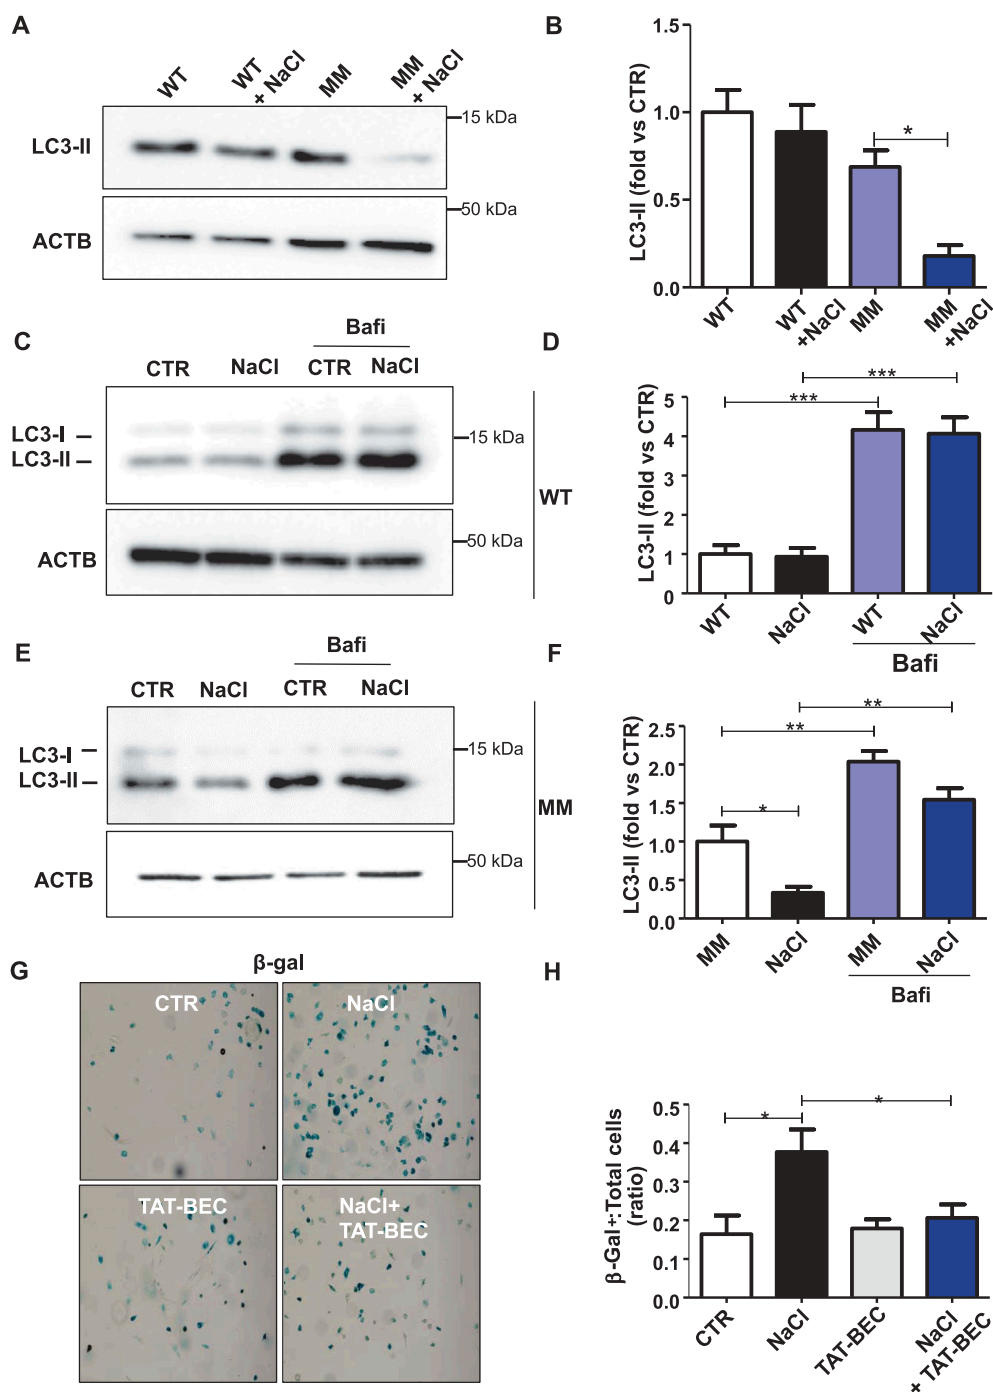 A
WT
WT
+ NaCl
MM
MM
+ NaCl
15 kDa
LC3-II
50 kDa
ACTB
B
LC3-II (fold vs CTR)
1.5
1.0
0.5
0.0
*
WT
WT
+NaCl
MM
MM
+NaCl
C
Bafi
CTR
NaCl
CTR
NaCl
LC3-I
15 kDa
LC3-II
WT
50 kDa
ACTB
D
LC3-II (fold vs CTR)
5
4
3
2
1
0
***
***
WT
NaCl
WT
NaCl
Bafi
E
Bafi
CTR
NaCl
CTR
NaCl
LC3-I
15 kDa
LC3-II
MM
50 kDa
ACTB
F
LC3-II (fold vs CTR)
2.5
2.0
1.5
1.0
0.5
0.0
**
**
*
MM
NaCl
MM
NaCl
Bafi
G
β-gal
CTR
NaCl
TAT-BEC
NaCl+
TAT-BEC
H
β-Gal+:Total cells
(ratio)
0.5
0.4
0.3
0.2
0.1
0.0
*
*
CTR
NaCl
TAT-BEC
NaCl
+ TAT-BEC